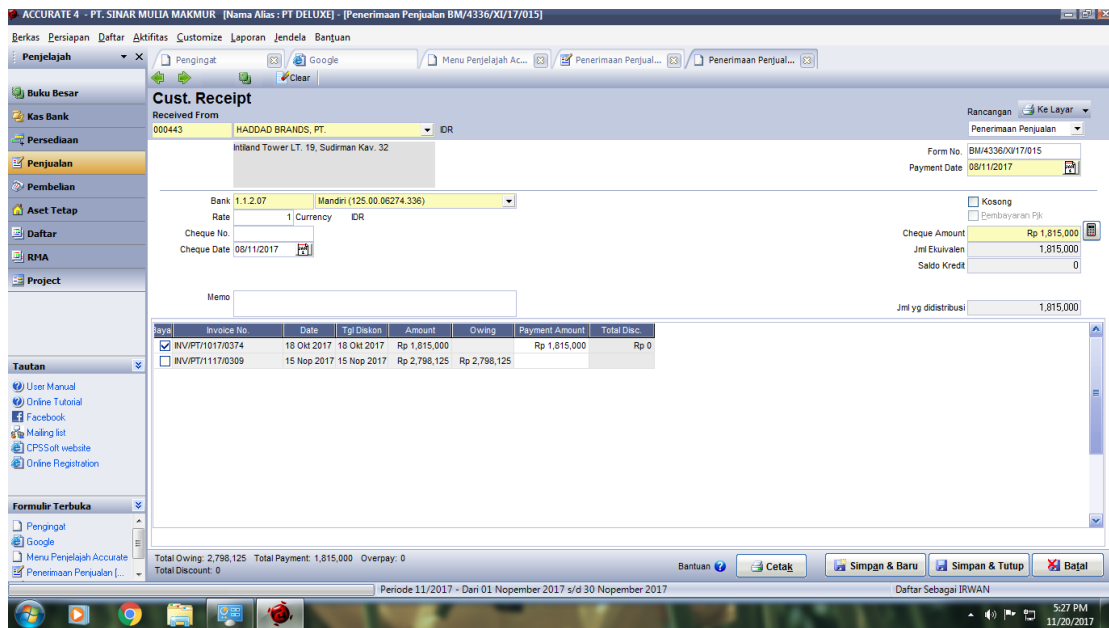 ACCURATE 4 - PT. SINAR MULIA MAKMUR [Nama Alias : PT DELUXE] - [Penerimaan Penjualan BM/4336/XI/17/015]
Berkas Persiapan Daftar Aktifitas Customize Laporan Jendela Bantuan
Penjelajah
Pengingat
Google
Menu Penjelajah Ac...
Penerimaan Penjual...
Penerimaan Penjual...
Clear
Buku Besar
Kas Bank
Persediaan
Penjualan
Pembelian
Aset Tetap
Daftar
RMA
Project
Tautan
User Manual
Online Tutorial
Facebook
Mailing list
CPSSoft website
Online Registration
Formulir Terbuka
Pengingat
Google
Menu Penjelajah Accurate
Penerimaan Penjualan [...
Cust. Receipt
Received From
000443 HADDAD BRANDS, PT. IDR
Intiland Tower LT. 19, Sudirman Kav. 32
Rancangan Ke Layar
Penerimaan Penjualan
Form No. BM/4336/XI/17/015
Payment Date 08/11/2017
Bank 1.1.2.07 Mandiri (125.00.06274.336)
Rate 1 Currency IDR
Cheque No.
Cheque Date 08/11/2017
Memo
Kosong
Pembayaran Pjk
Cheque Amount Rp 1,815,000
Jml Ekuivalen 1,815,000
Saldo Kredit 0
Jml yg didistribusi 1,815,000
Baya Invoice No. Date Tgl Diskon Amount Owing Payment Amount Total Disc.
INV/PT/1017/0374 18 Okt 2017 18 Okt 2017 Rp 1,815,000 Rp 1,815,000 Rp 0
INV/PT/1117/0309 15 Nop 2017 15 Nop 2017 Rp 2,798,125 Rp 2,798,125
Total Owing: 2,798,125 Total Payment: 1,815,000 Overpay: 0
Total Discount: 0
Bantuan
Cetak
Simpan & Baru
Simpan & Tutup
Batal
Periode 11/2017 - Dari 01 Nopember 2017 s/d 30 Nopember 2017
Daftar Sebagai IRWAN
5:27 PM
11/20/2017